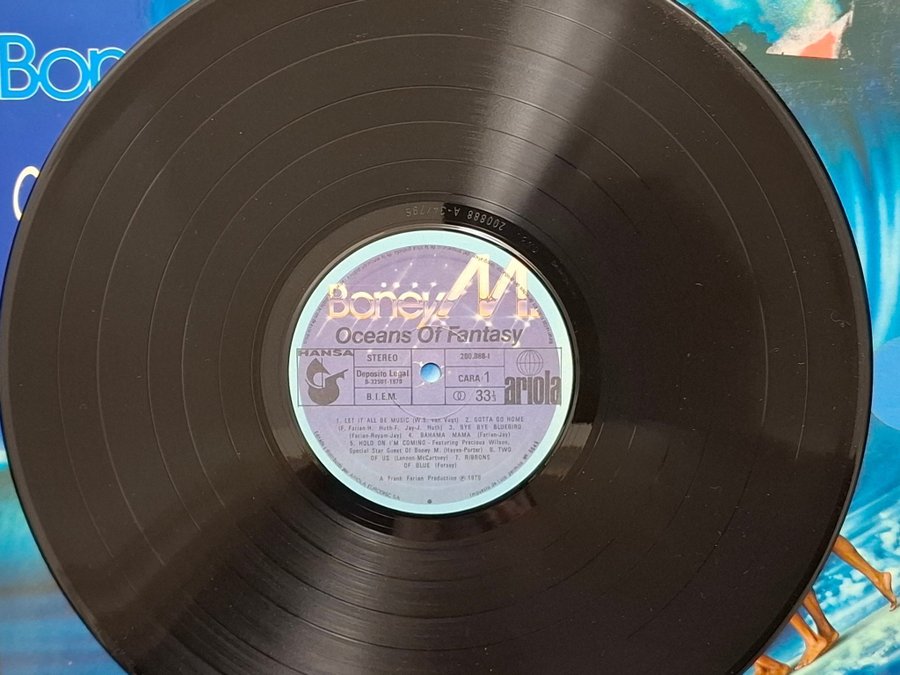 Bon
200888 A
Boney M.
Oceans Of Fantasy
HANSA
STEREO
200.888-I
Deposito Legal
B-32501-1979
CARA 1
ariola
B.I.E.M.
33⅓
1. LET IT ALL BE MUSIC (W.S. van Vugt) 2. GOTTA GO HOME
(F. Farian-H. Huth-F. Jay-J. Huth) 3. BYE BYE BLUEBIRD
(Farian-Reyam-Jay) 4. BAHAMA MAMA (Farian-Jay)
5. HOLD ON I'M COMING - Featuring Precious Wilson,
Special Star Guest Of Boney M. (Hayes-Porter) 6. TWO
OF US (Lennon-McCartney) 7. RIBBONS
OF BLUE (Forsey)
A Frank Farian Production ℗ 1979